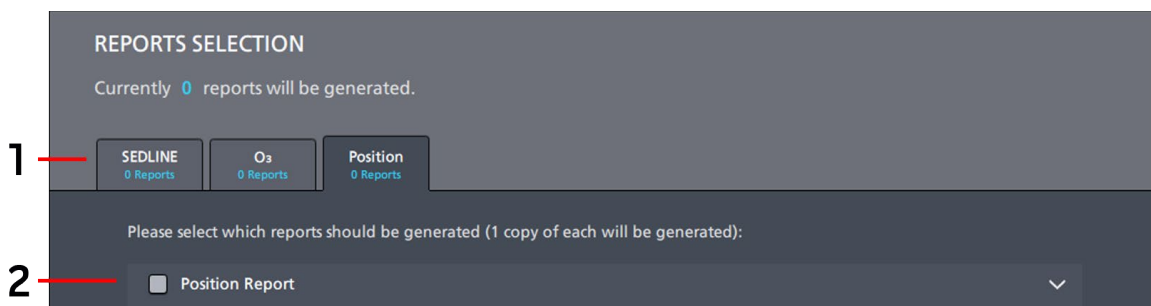 REPORTS SELECTION
Currently 0 reports will be generated.
1
SEDLINE O₃ Position
0 Reports 0 Reports 0 Reports
Please select which reports should be generated (1 copy of each will be generated):
2
Position Report